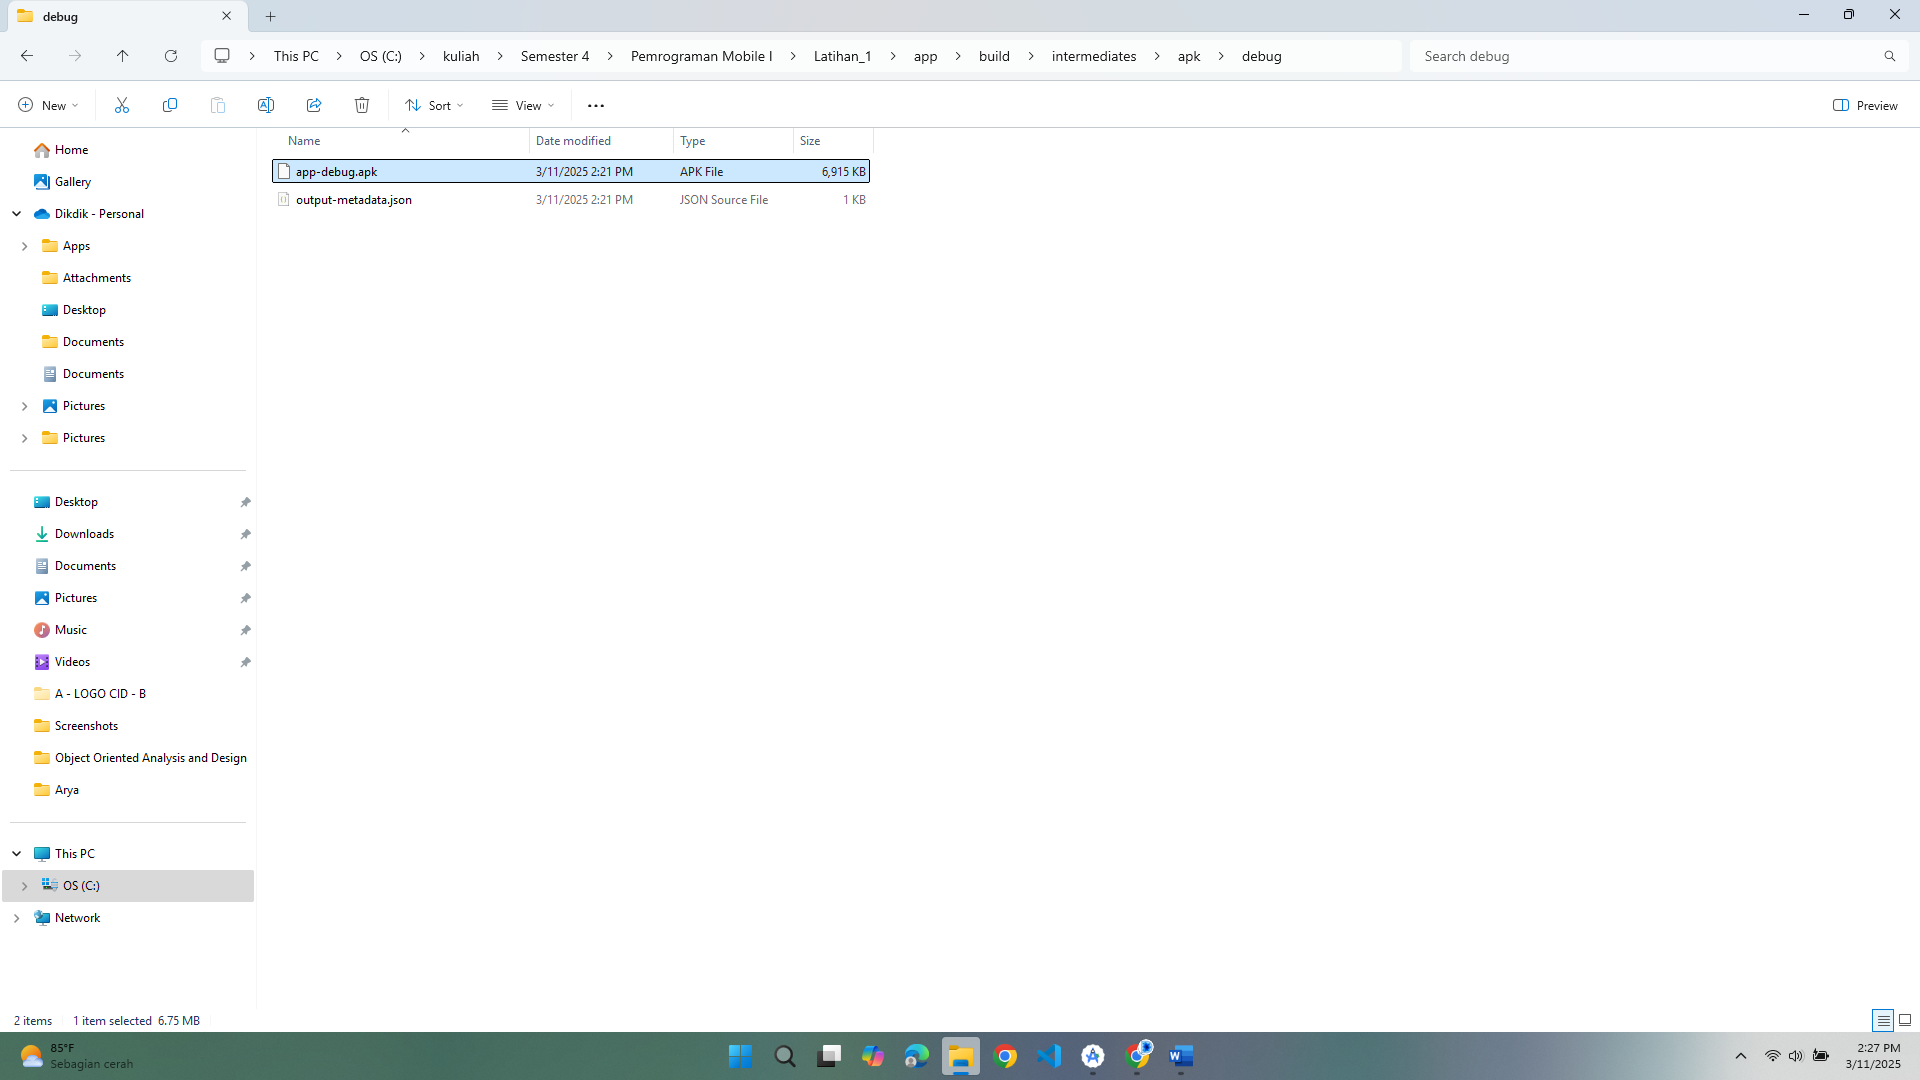 debug
This PC > OS (C:) > kuliah > Semester 4 > Pemrograman Mobile I > Latihan_1 > app > build > intermediates > apk > debug
Search debug
New
Sort
View
Preview
Name Date modified Type Size
app-debug.apk 3/11/2025 2:21 PM APK File 6,915 KB
output-metadata.json 3/11/2025 2:21 PM JSON Source File 1 KB
Home
Gallery
Dikdik - Personal
Apps
Attachments
Desktop
Documents
Documents
Pictures
Pictures
Desktop
Downloads
Documents
Pictures
Music
Videos
A - LOGO CID - B
Screenshots
Object Oriented Analysis and Design
Arya
This PC
OS (C:)
Network
2 items 1 item selected 6.75 MB
85°F
Sebagian cerah
2:27 PM
3/11/2025